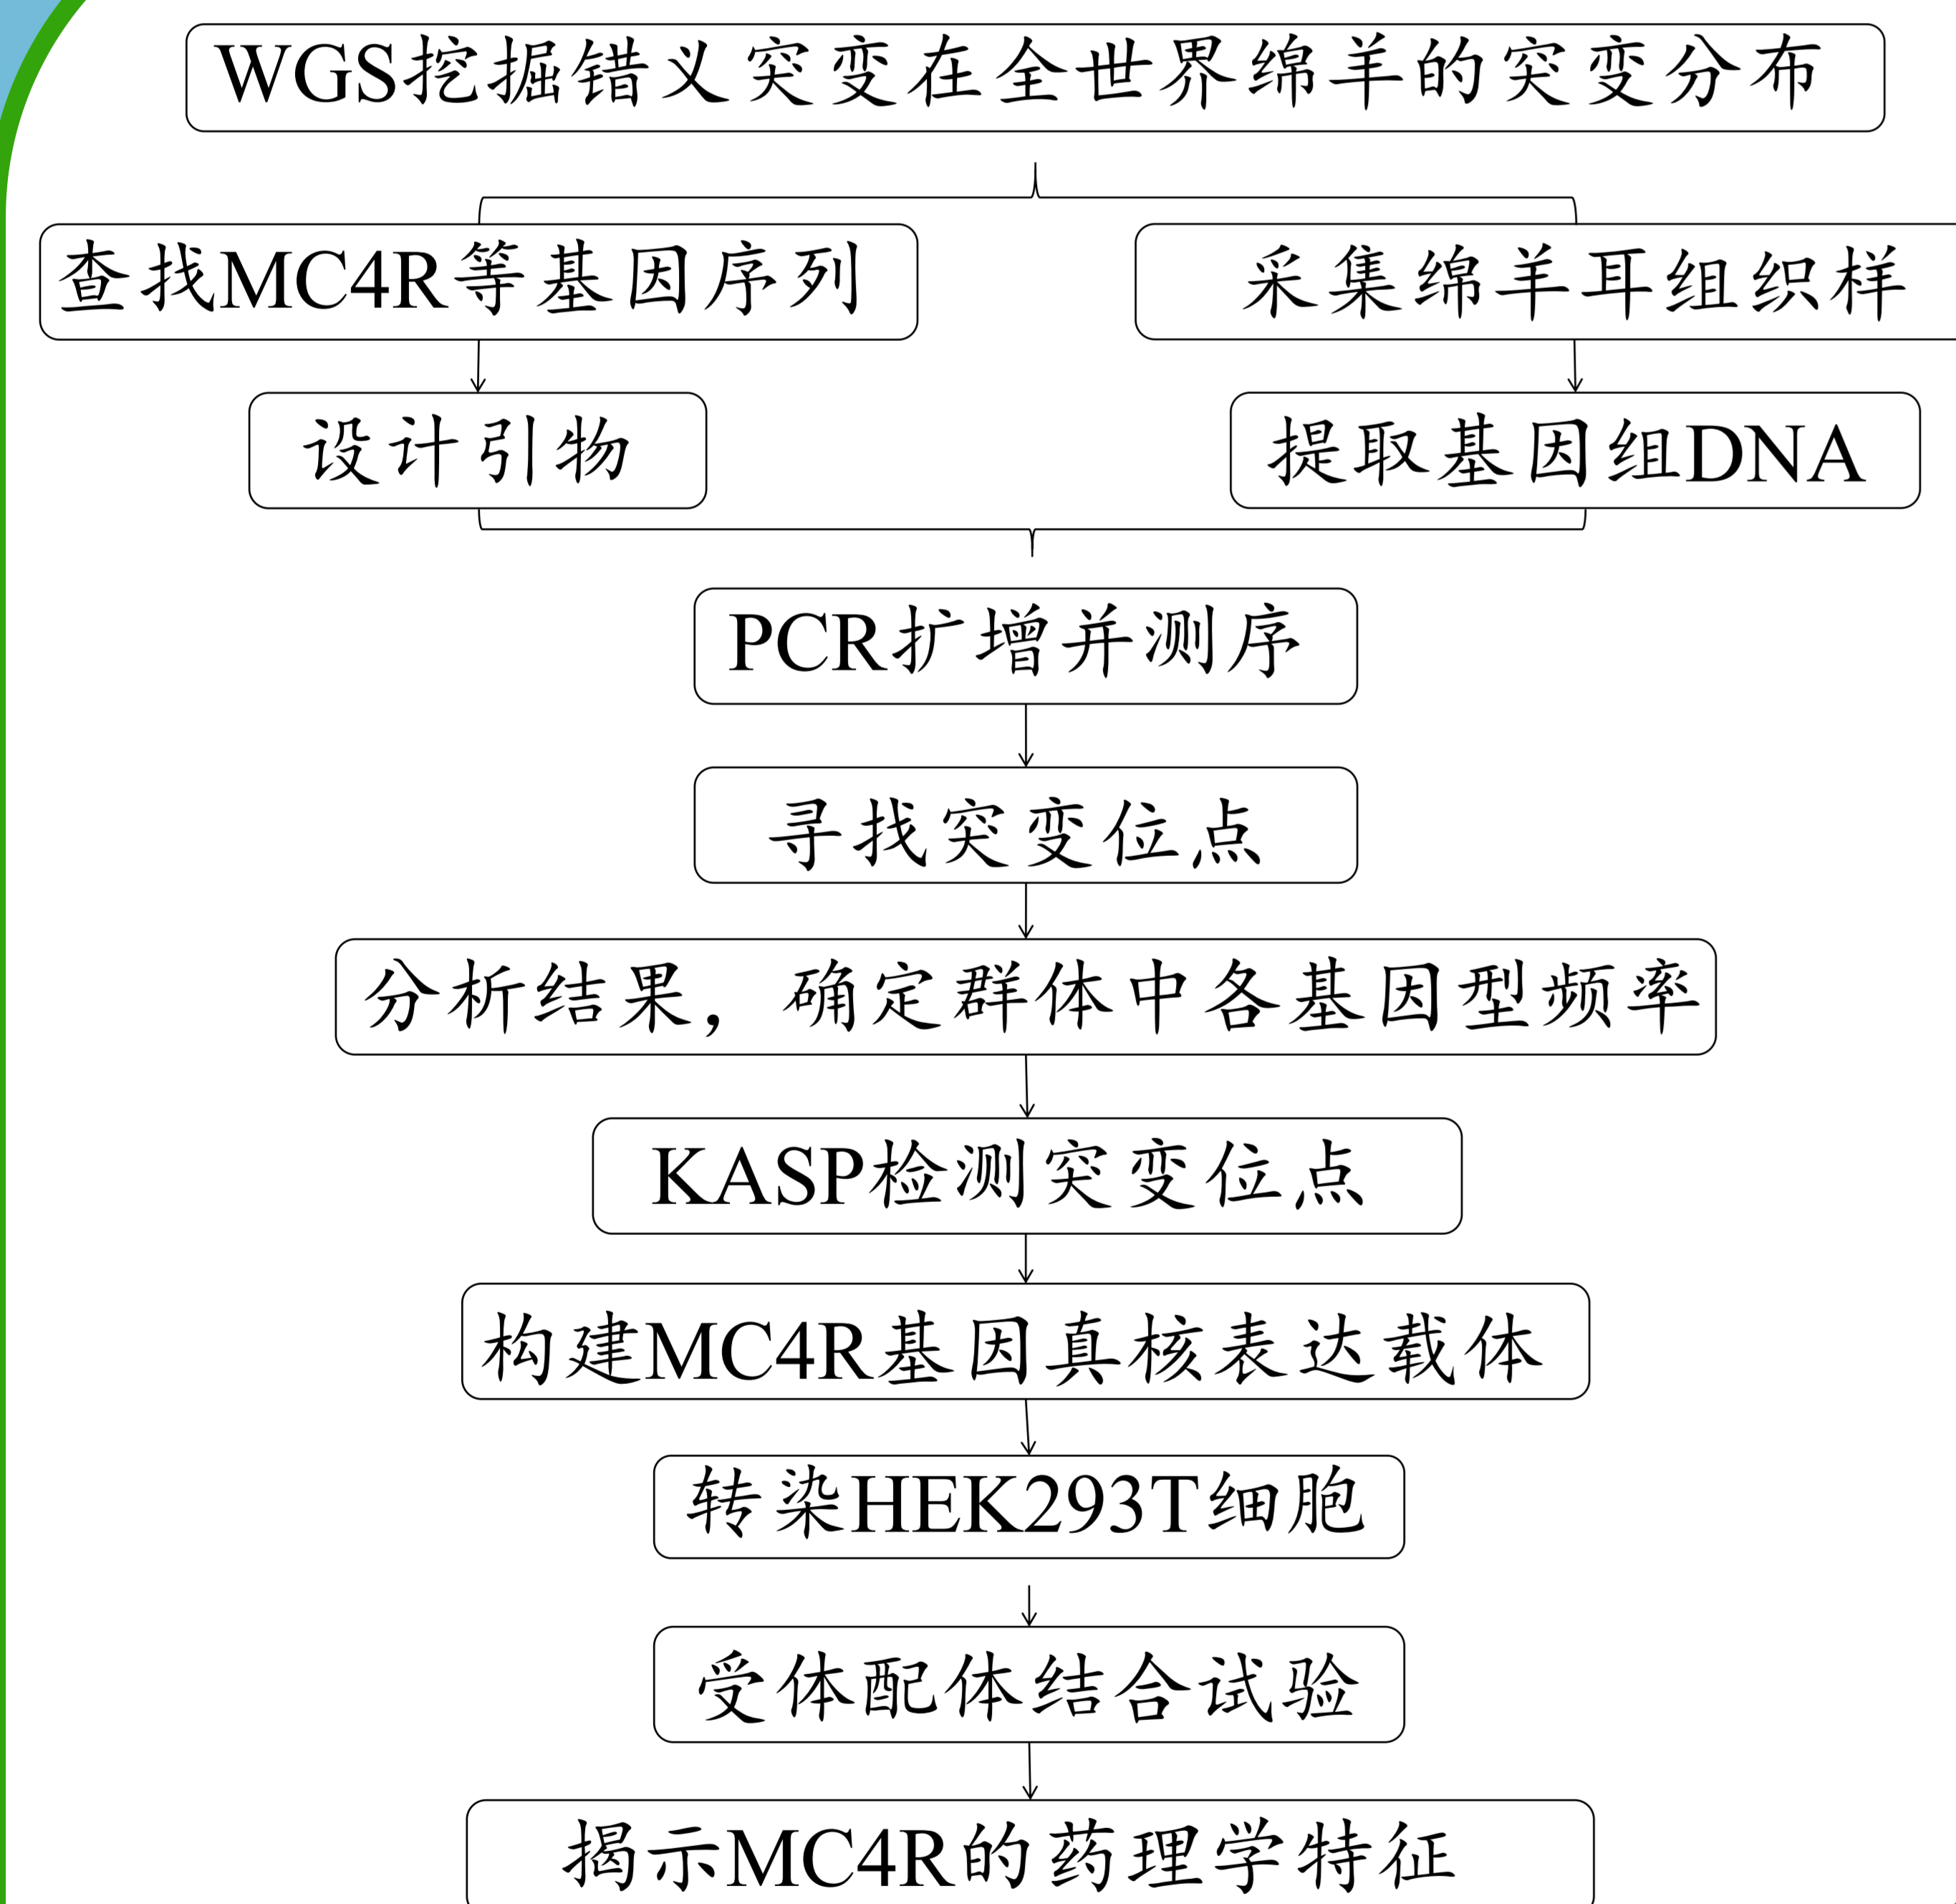 WGS挖掘错义突变在全世界绵羊的突变分布
查找MC4R等基因序列
采集绵羊耳组织样
设计引物
提取基因组DNA
PCR扩增并测序
寻找突变位点
分析结果，确定群体中各基因型频率
KASP检测突变位点
构建MC4R基因真核表达载体
转染HEK293T细胞
受体配体结合试验
揭示MC4R的药理学特征